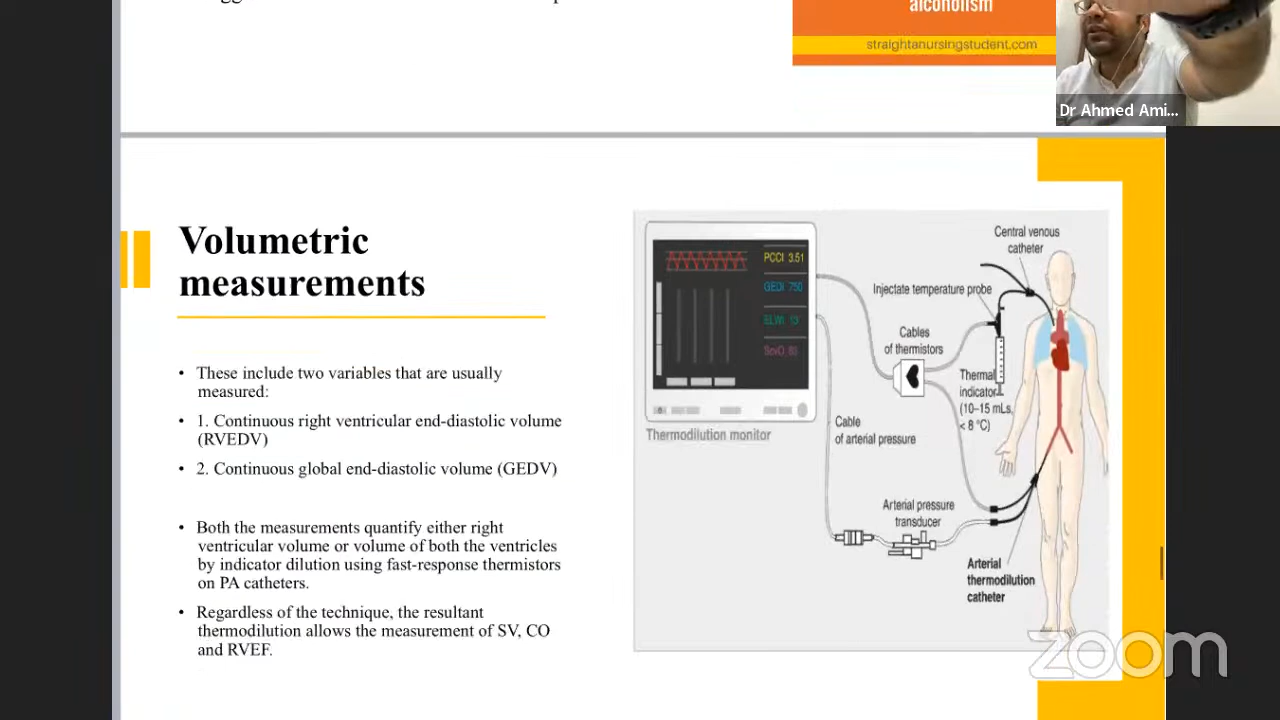 alcoholism
straightanursingstudent.com
Dr Ahmed Ami...
Volumetric
measurements
• These include two variables that are usually
measured:
• 1. Continuous right ventricular end-diastolic volume
(RVEDV)
• 2. Continuous global end-diastolic volume (GEDV)
• Both the measurements quantify either right
ventricular volume or volume of both the ventricles
by indicator dilution using fast-response thermistors
on PA catheters.
• Regardless of the technique, the resultant
thermodilution allows the measurement of SV, CO
and RVEF.
PCCI 3.51
GEDI 750
ELWI 13
ScvO₂ 80
Thermodilution monitor
Central venous
catheter
Injectate temperature probe
Cables
of thermistors
Thermal
indicator
(10–15 mLs,
< 8 °C)
Cable
of arterial pressure
Arterial pressure
transducer
Arterial
thermodilution
catheter
zoom